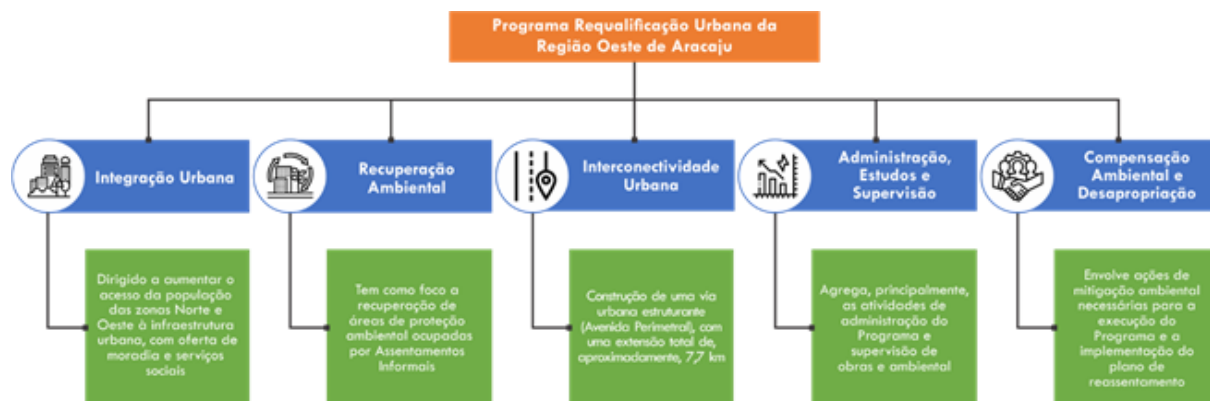 Programa Requalificação Urbana da
Região Oeste de Aracaju
Integração Urbana
Recuperação
Ambiental
Interconectividade
Urbana
Administração,
Estudos e
Supervisão
Compensação
Ambiental e
Desapropriação
Dirigido a aumentar o
acesso da população
das zonas Norte e
Oeste à infraestrutura
urbana, com oferta de
moradia e serviços
sociais
Tem como foco a
recuperação de
áreas de proteção
ambiental ocupadas
por Assentamentos
Informais
Construção de uma via
urbana estruturante
(Avenida Perimetral), com
uma extensão total de,
aproximadamente, 7,7 km
Agrega, principalmente,
as atividades de
administração do
Programa e
supervisão de
obras e ambiental
Envolve ações de
mitigação ambiental
necessárias para a
execução do
Programa e a
implementação do
plano de
reassentamento